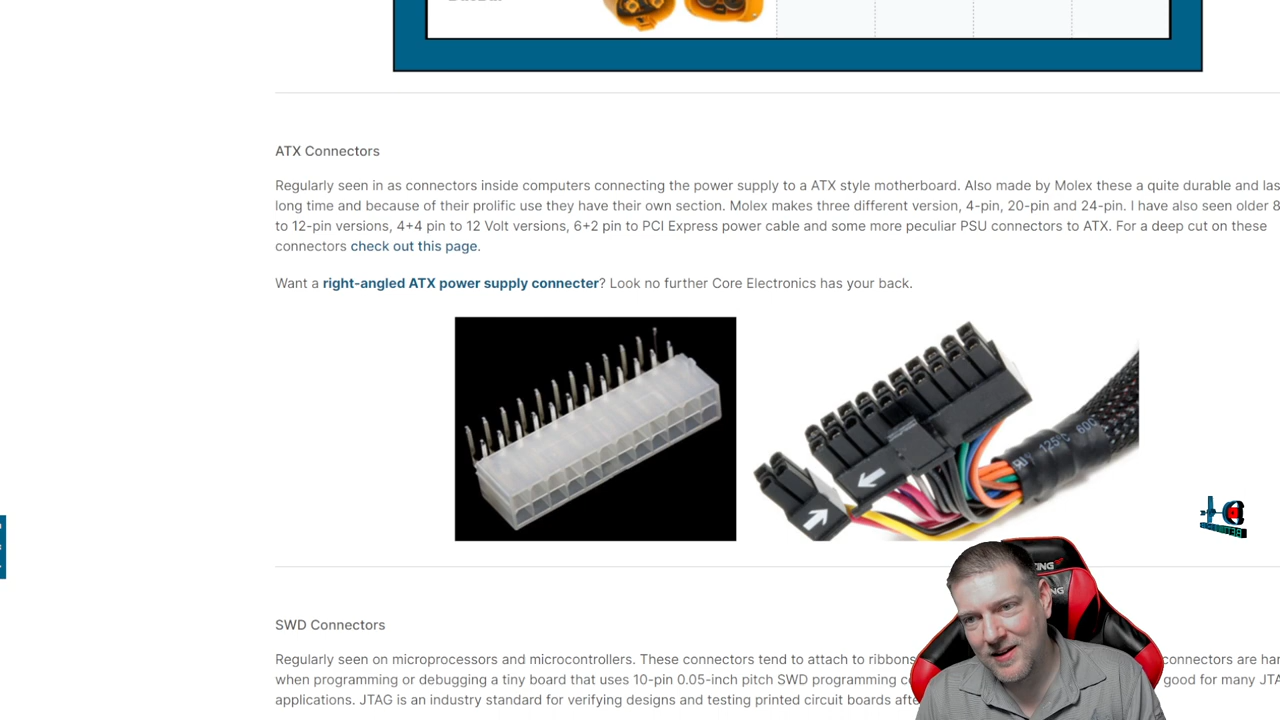 ATX Connectors
Regularly seen in as connectors inside computers connecting the power supply to a ATX style motherboard. Also made by Molex these a quite durable and
long time and because of their prolific use they have their own section. Molex makes three different version, 4-pin, 20-pin and 24-pin. I have also seen older 8
to 12-pin versions, 4+4 pin to 12 Volt versions, 6+2 pin to PCI Express power cable and some more peculiar PSU connectors to ATX. For a deep cut on these
connectors check out this page.
Want a right-angled ATX power supply connecter? Look no further Core Electronics has your back.
125°C 600
SWD Connectors
Regularly seen on microprocessors and microcontrollers. These connectors tend to attach to ribbons connectors are
when programming or debugging a tiny board that uses 10-pin 0.05-inch pitch SWD programming good for many
applications. JTAG is an industry standard for verifying designs and testing printed circuit boards